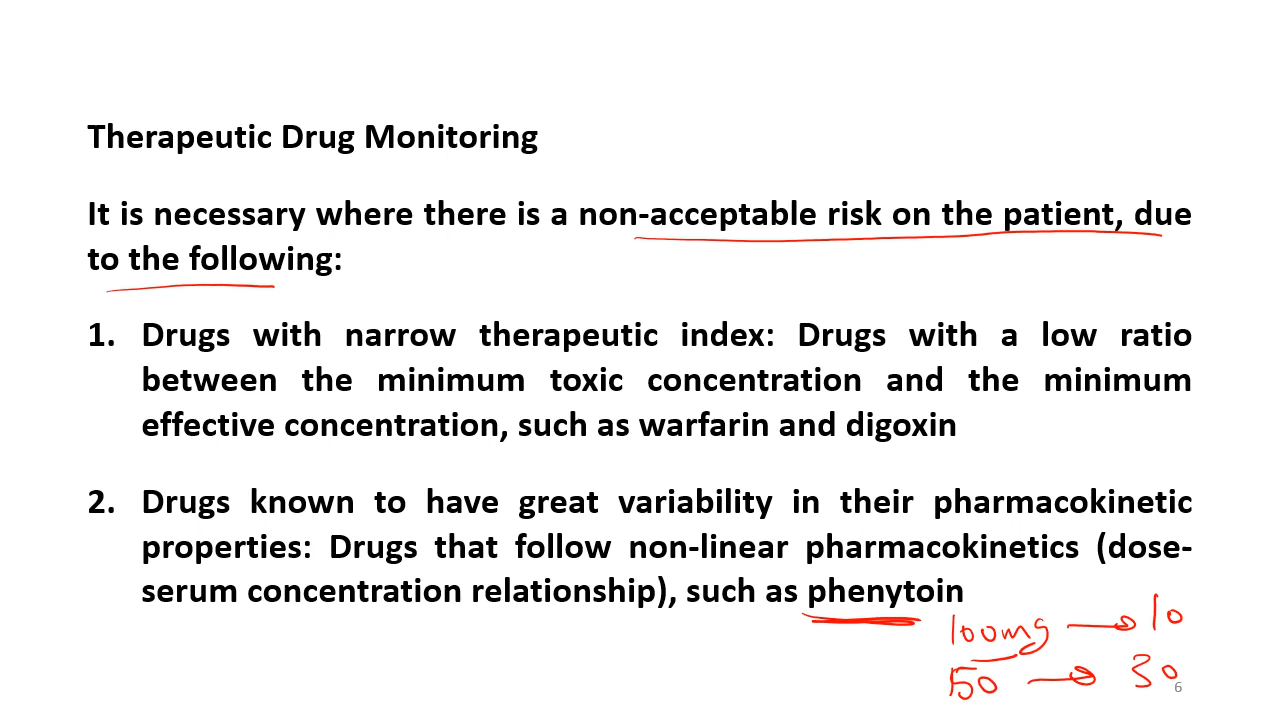 Therapeutic Drug Monitoring
It is necessary where there is a non-acceptable risk on the patient, due
to the following:
1. Drugs with narrow therapeutic index: Drugs with a low ratio
between the minimum toxic concentration and the minimum
effective concentration, such as warfarin and digoxin
2. Drugs known to have great variability in their pharmacokinetic
properties: Drugs that follow non-linear pharmacokinetics (dose-
serum concentration relationship), such as phenytoin
100mg → 10
50 → 30
6